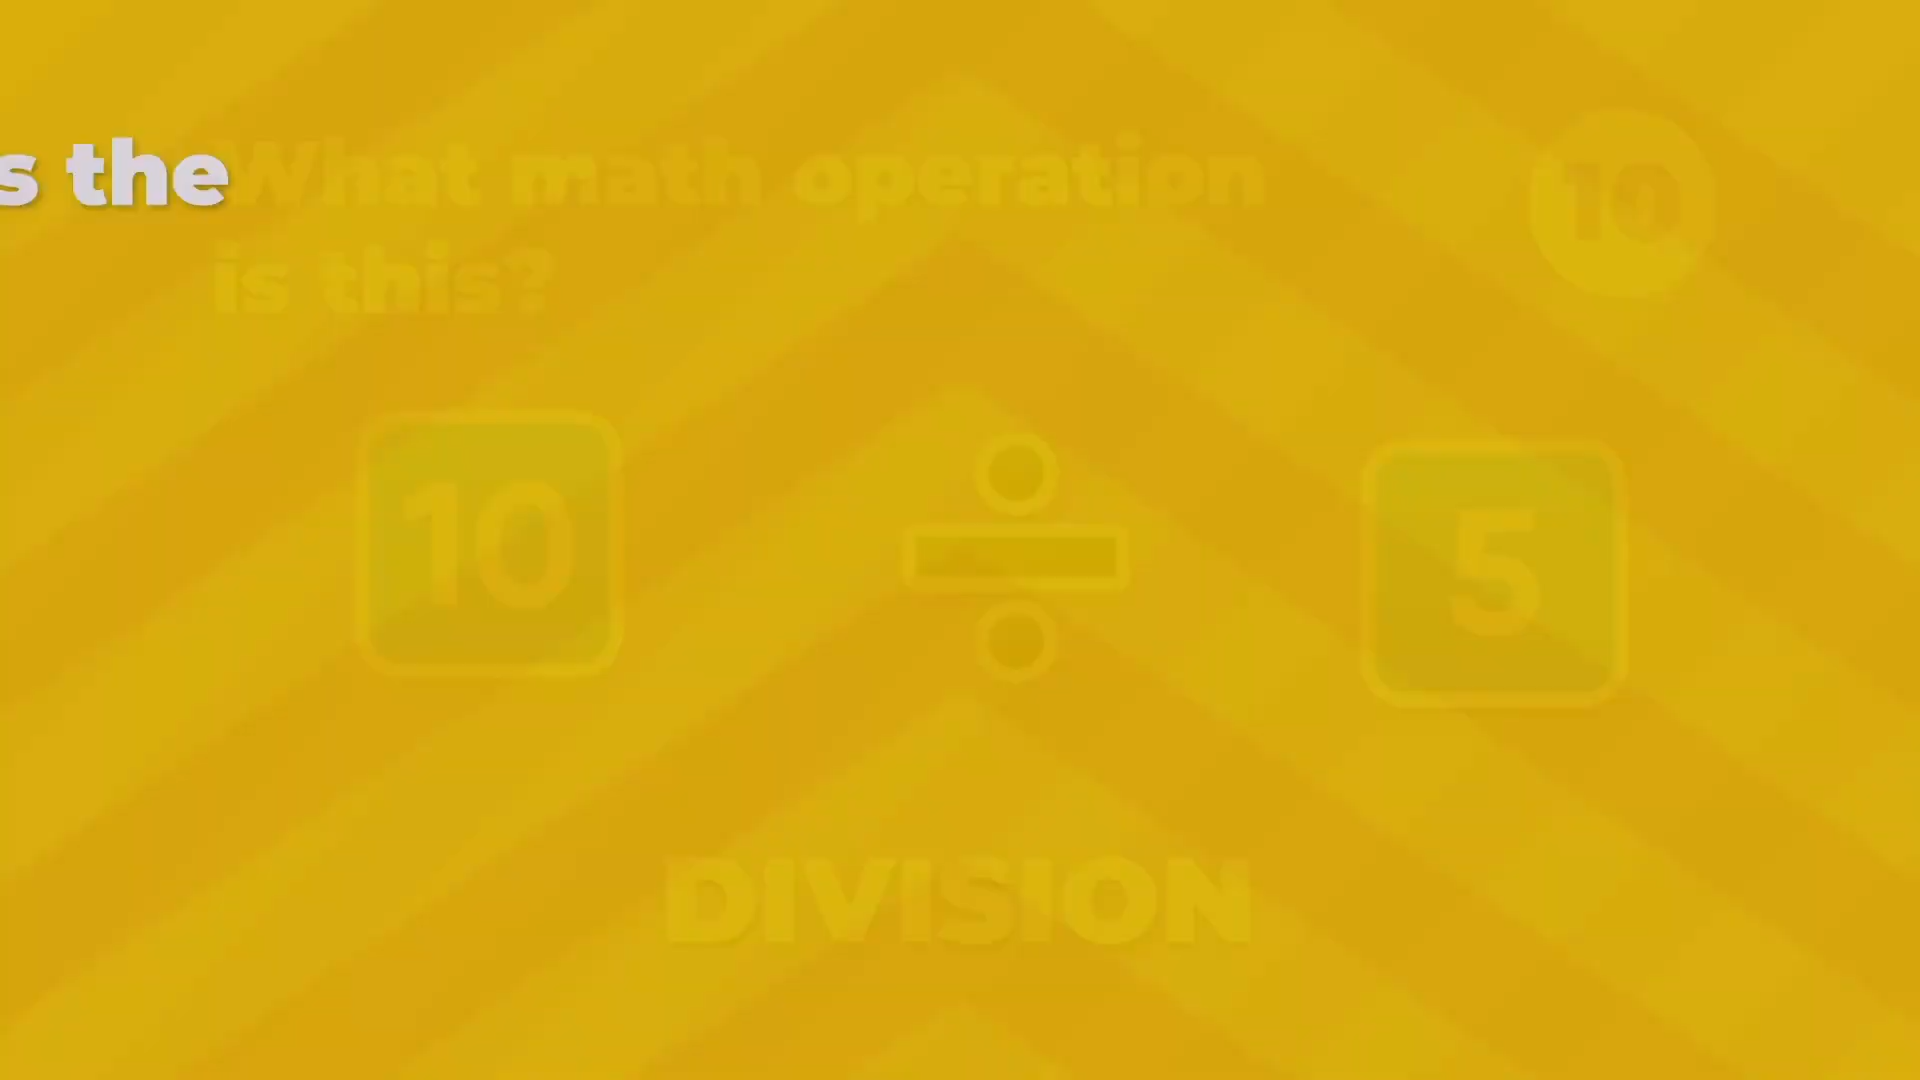 s the
What math operation
is this?
10
10 ÷ 5
DIVISION